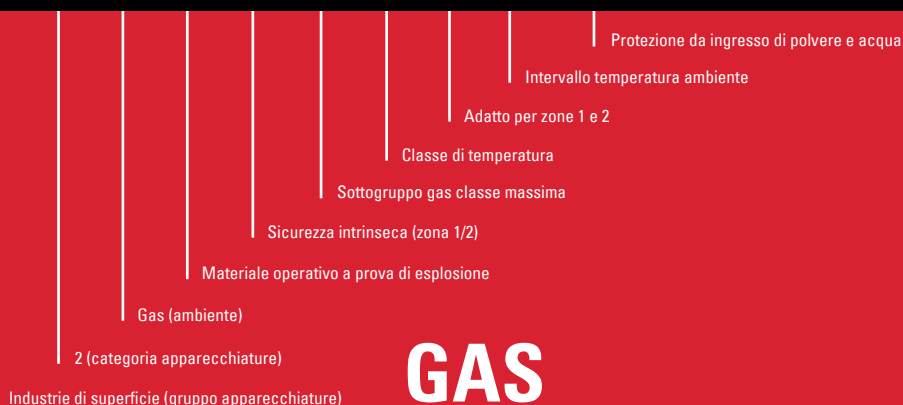 Protezione da ingresso di polvere e acqua
Intervallo temperatura ambiente
Adatto per zone 1 e 2
Classe di temperatura
Sottogruppo gas classe massima
Sicurezza intrinseca (zona 1/2)
Materiale operativo a prova di esplosione
Gas (ambiente)
2 (categoria apparecchiature)
GAS
Industrie di superficie (gruppo apparecchiature)